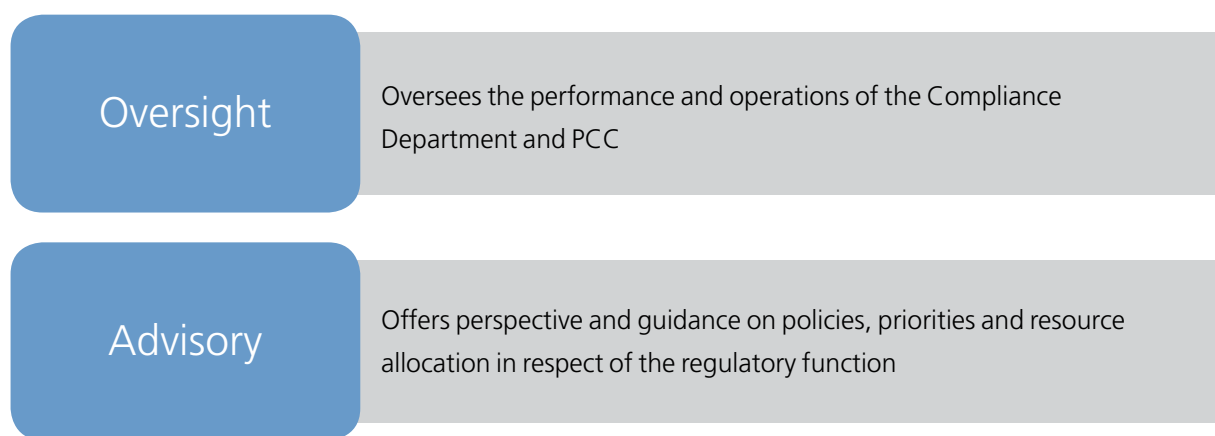 Oversight
Oversees the performance and operations of the Compliance
Department and PCC
Advisory
Offers perspective and guidance on policies, priorities and resource
allocation in respect of the regulatory function